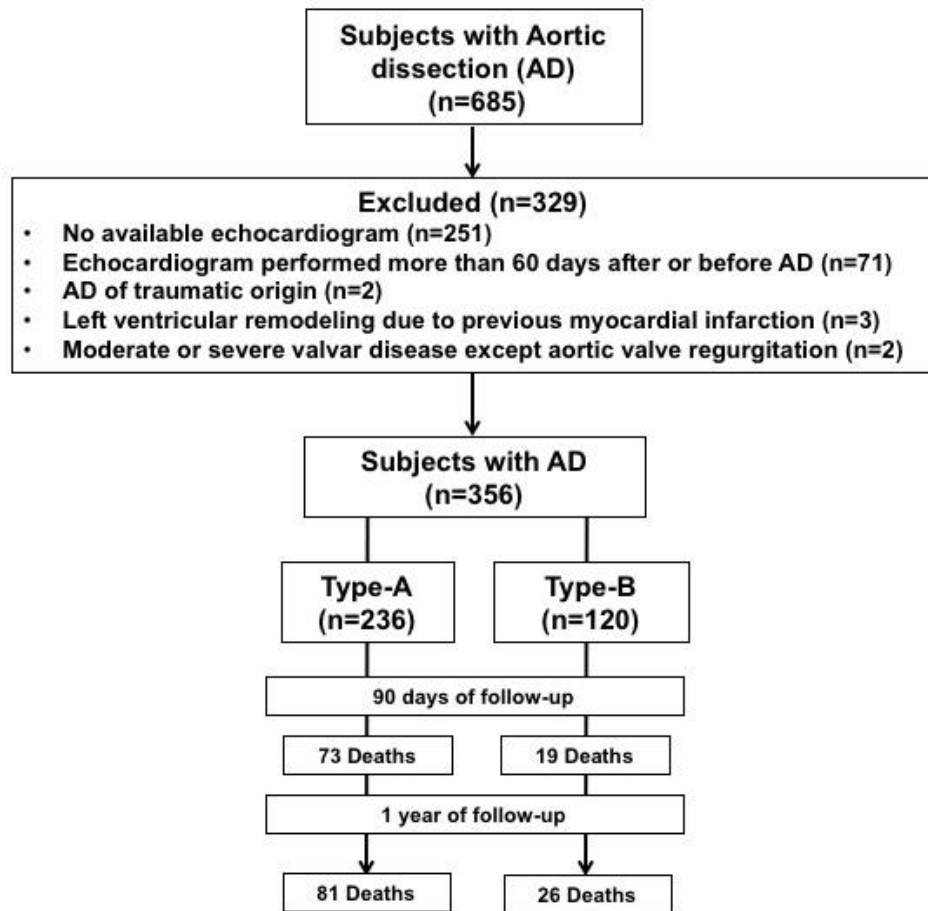 Subjects with Aortic
dissection (AD)
(n=685)
Excluded (n=329)
• No available echocardiogram (n=251)
• Echocardiogram performed more than 60 days after or before AD (n=71)
• AD of traumatic origin (n=2)
• Left ventricular remodeling due to previous myocardial infarction (n=3)
• Moderate or severe valvar disease except aortic valve regurgitation (n=2)
Subjects with AD
(n=356)
Type-A
(n=236)
Type-B
(n=120)
90 days of follow-up
73 Deaths
19 Deaths
1 year of follow-up
81 Deaths
26 Deaths